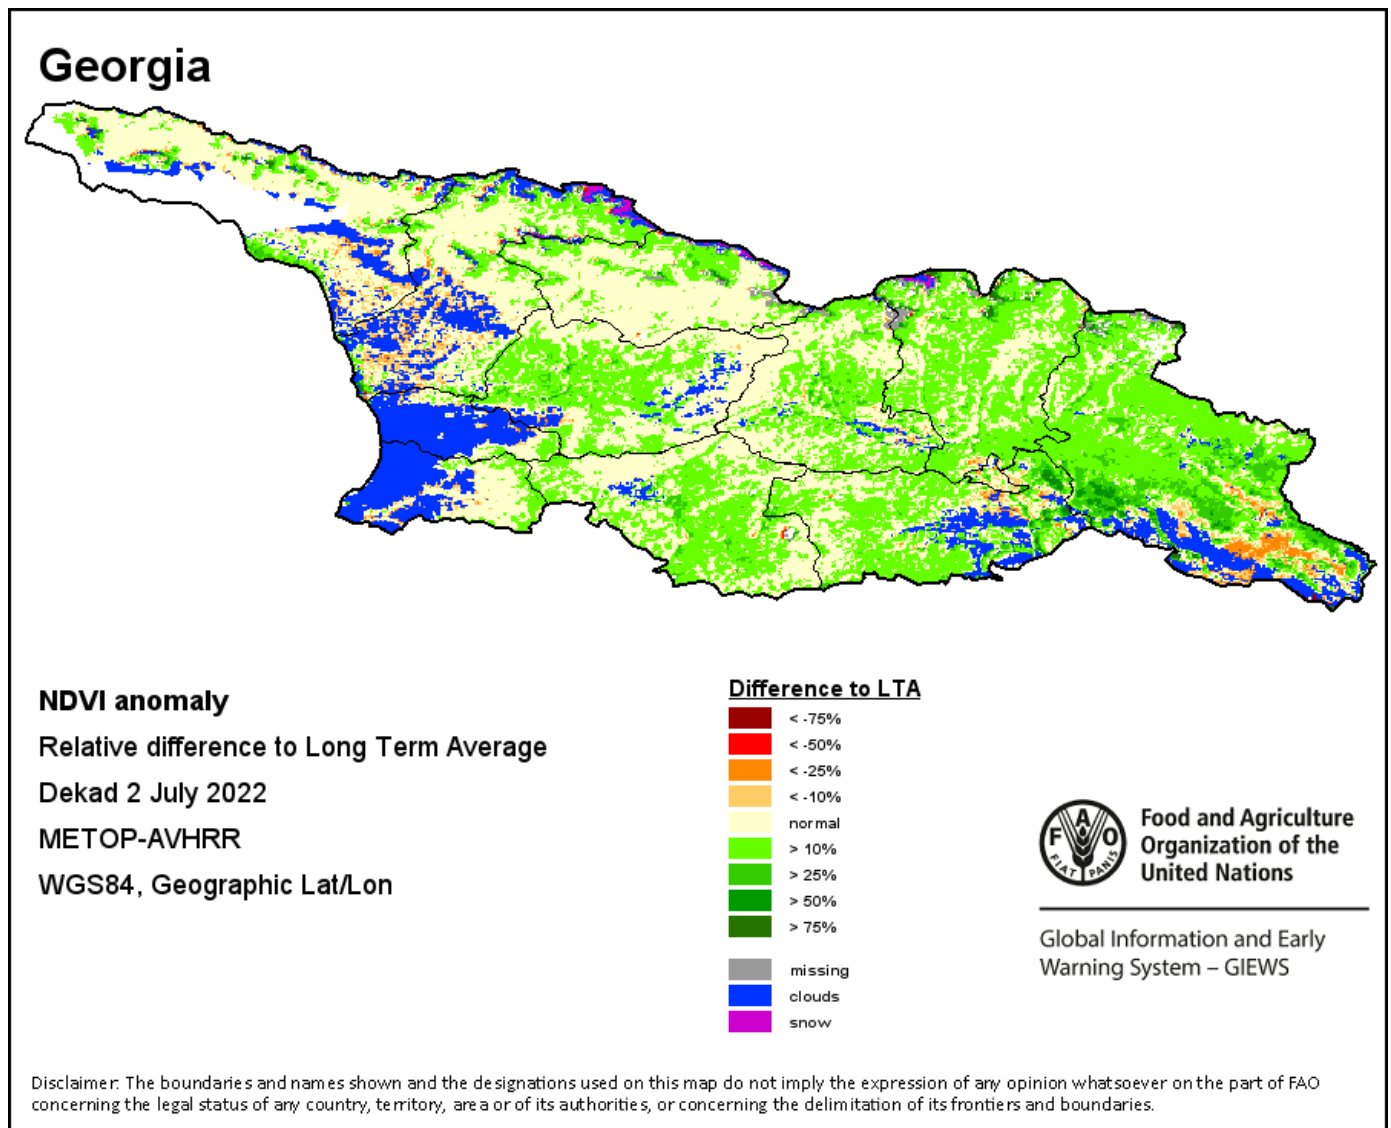 Georgia
NDVI anomaly
Relative difference to Long Term Average
Dekad 2 July 2022
METOP-AVHRR
WGS84, Geographic Lat/Lon
Difference to LTA
< -75%
< -50%
< -25%
< -10%
normal
> 10%
> 25%
> 50%
> 75%
missing
clouds
snow
F A O
FIAT PANIS
Food and Agriculture
Organization of the
United Nations
Global Information and Early
Warning System – GIEWS
Disclaimer: The boundaries and names shown and the designations used on this map do not imply the expression of any opinion whatsoever on the part of FAO
concerning the legal status of any country, territory, area or of its authorities, or concerning the delimitation of its frontiers and boundaries.